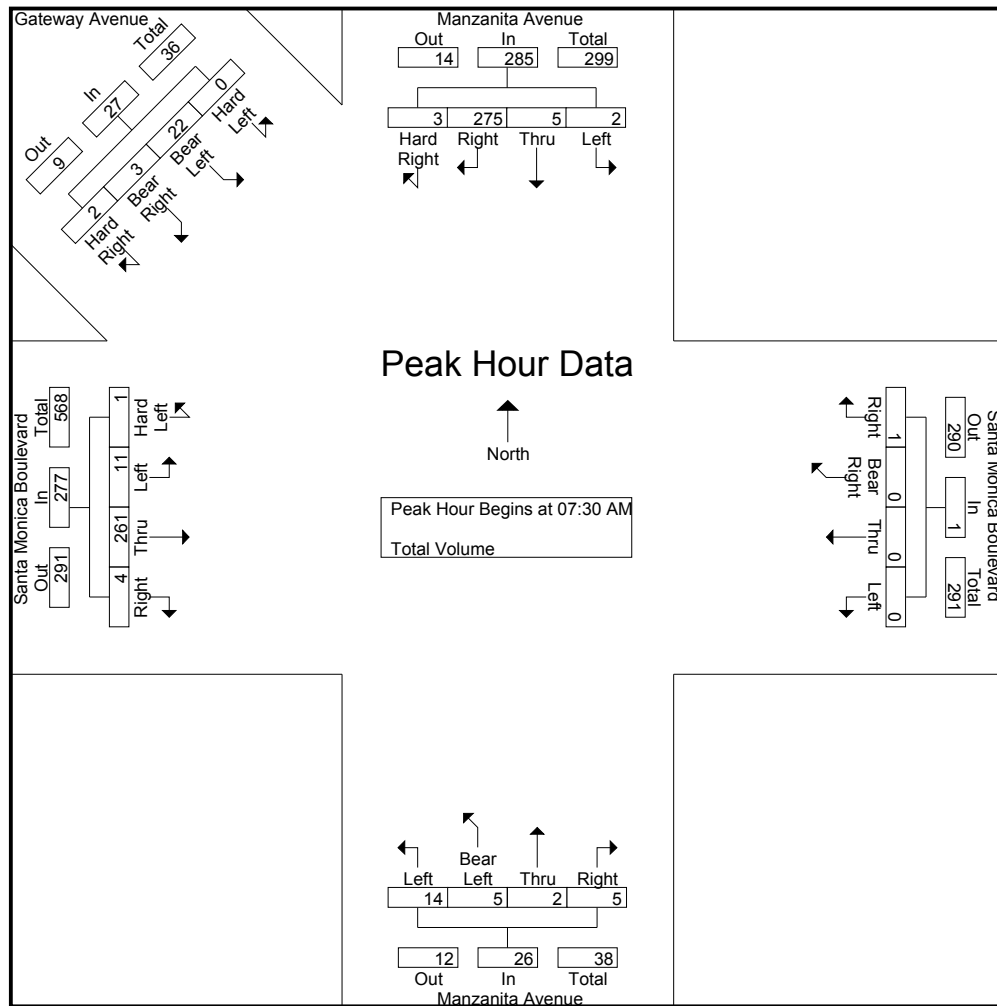 Gateway Avenue
Total
36
In
27
Out
9
0
22
3
2
Hard
Left
Bear
Left
Bear
Right
Hard
Right
Manzanita Avenue
Out In Total
14 285 299
3 275 5 2
Hard Right Thru Left
Right
Santa Monica Boulevard
Total In Out
568 277 291
1 11 261 4
Hard Left Thru Right
Left
Peak Hour Data
North
Peak Hour Begins at 07:30 AM
Total Volume
Santa Monica Boulevard
Out In Total
290 1 291
1 0 0 0
Right Bear Thru Left
Right
Bear
Left Left Thru Right
14 5 2 5
12 26 38
Out In Total
Manzanita Avenue